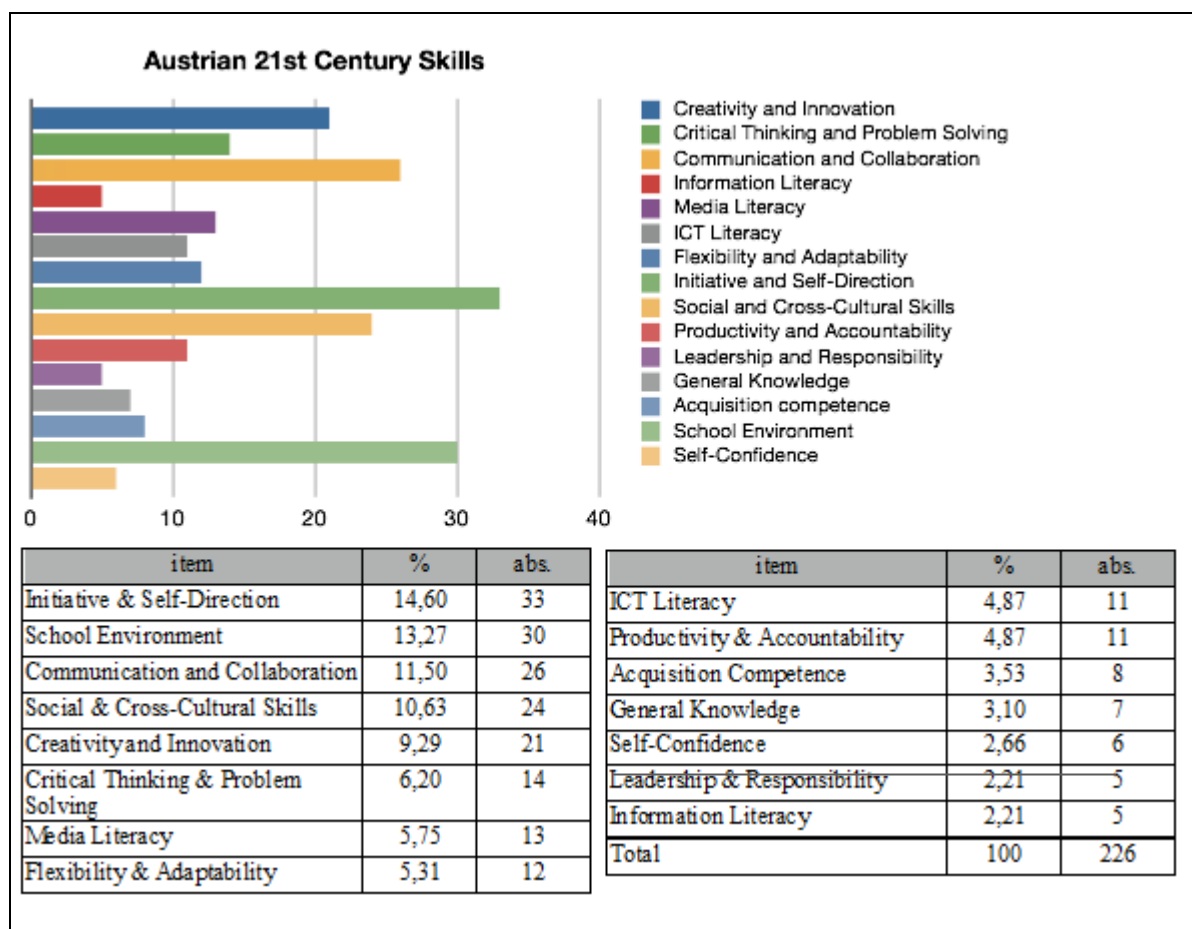 Austrian 21st Century Skills
Creativity and Innovation
Critical Thinking and Problem Solving
Communication and Collaboration
Information Literacy
Media Literacy
ICT Literacy
Flexibility and Adaptability
Initiative and Self-Direction
Social and Cross-Cultural Skills
Productivity and Accountability
Leadership and Responsibility
General Knowledge
Acquisition competence
School Environment
Self-Confidence
0 10 20 30 40
item % abs.
Initiative & Self-Direction 14,60 33
School Environment 13,27 30
Communication and Collaboration 11,50 26
Social & Cross-Cultural Skills 10,63 24
Creativity and Innovation 9,29 21
Critical Thinking & Problem 6,20 14
Solving
Media Literacy 5,75 13
Flexibility & Adaptability 5,31 12
item % abs.
ICT Literacy 4,87 11
Productivity & Accountability 4,87 11
Acquisition Competence 3,53 8
General Knowledge 3,10 7
Self-Confidence 2,66 6
Leadership & Responsibility 2,21 5
Information Literacy 2,21 5
Total 100 226